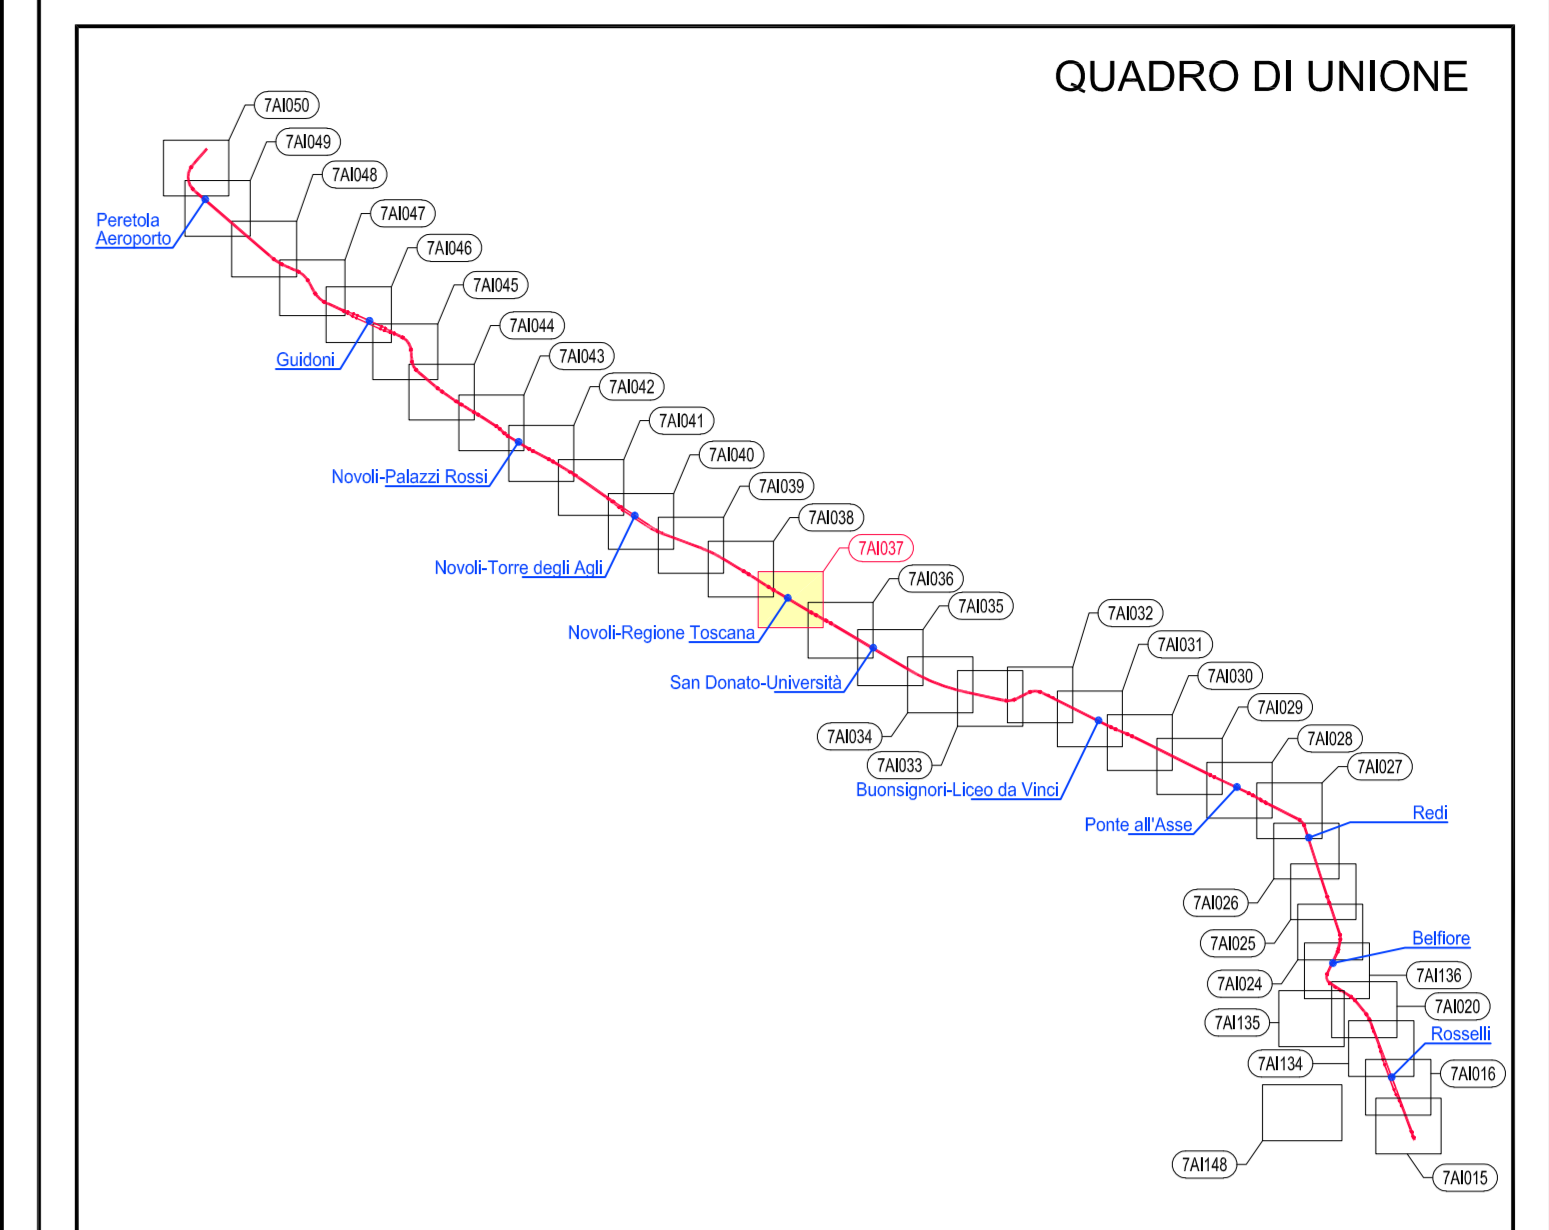 QUADRO DI UNIONE
7AI050
7AI049
7AI048
7AI047
Peretola
Aeroporto
7AI046
7AI045
7AI044
Guidoni
7AI043
7AI042
7AI041
7AI040
Novoli-Palazzi Rossi
7AI039
7AI038
7AI037
Novoli-Torre degli Agli
7AI036
7AI035
7AI032
Novoli-Regione Toscana
7AI031
7AI030
San Donato-Università
7AI029
7AI034
7AI028
7AI033
7AI027
Buonsignori-Liceo da Vinci
Redi
Ponte all'Asse
7AI026
Belfiore
7AI025
7AI136
7AI024
7AI020
7AI135
Rosselli
7AI134
7AI016
7AI148
7AI015